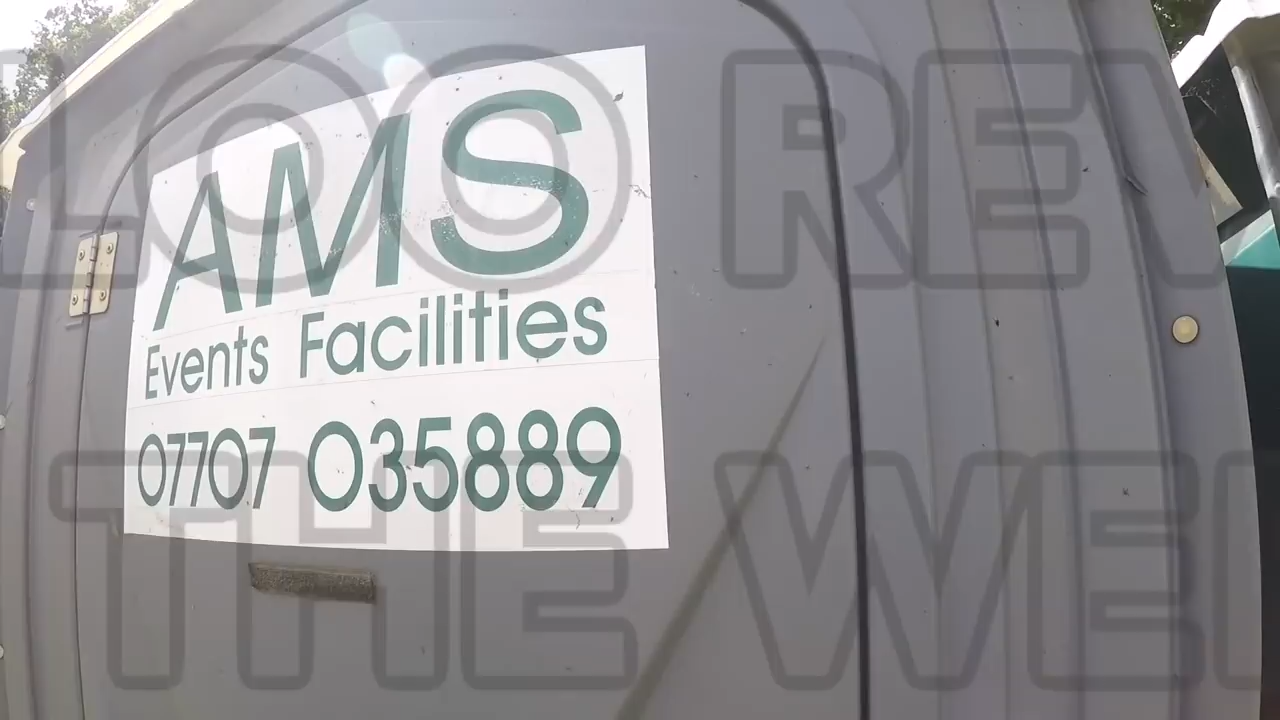 LOO REV
AMS
Events Facilities
07707 035889
THE WE